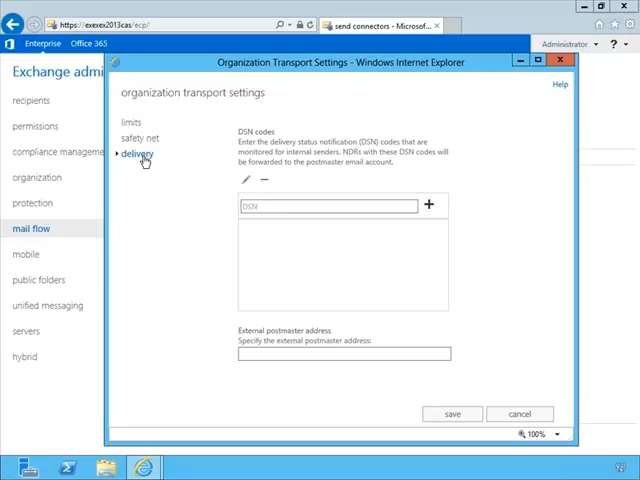 https://exexex2013cas/ecp/
send connectors - Microsoft...
Enterprise
Office 365
Administrator
?
Exchange admi
recipients
permissions
compliance manageme
organization
protection
mail flow
mobile
public folders
unified messaging
servers
hybrid
Organization Transport Settings - Windows Internet Explorer
Help
organization transport settings
limits
safety net
delivery
DSN codes
Enter the delivery status notification (DSN) codes that are
monitored for internal senders. NDRs with these DSN codes will
be forwarded to the postmaster email account.
DSN
External postmaster address
Specify the external postmaster address:
save
cancel
100%